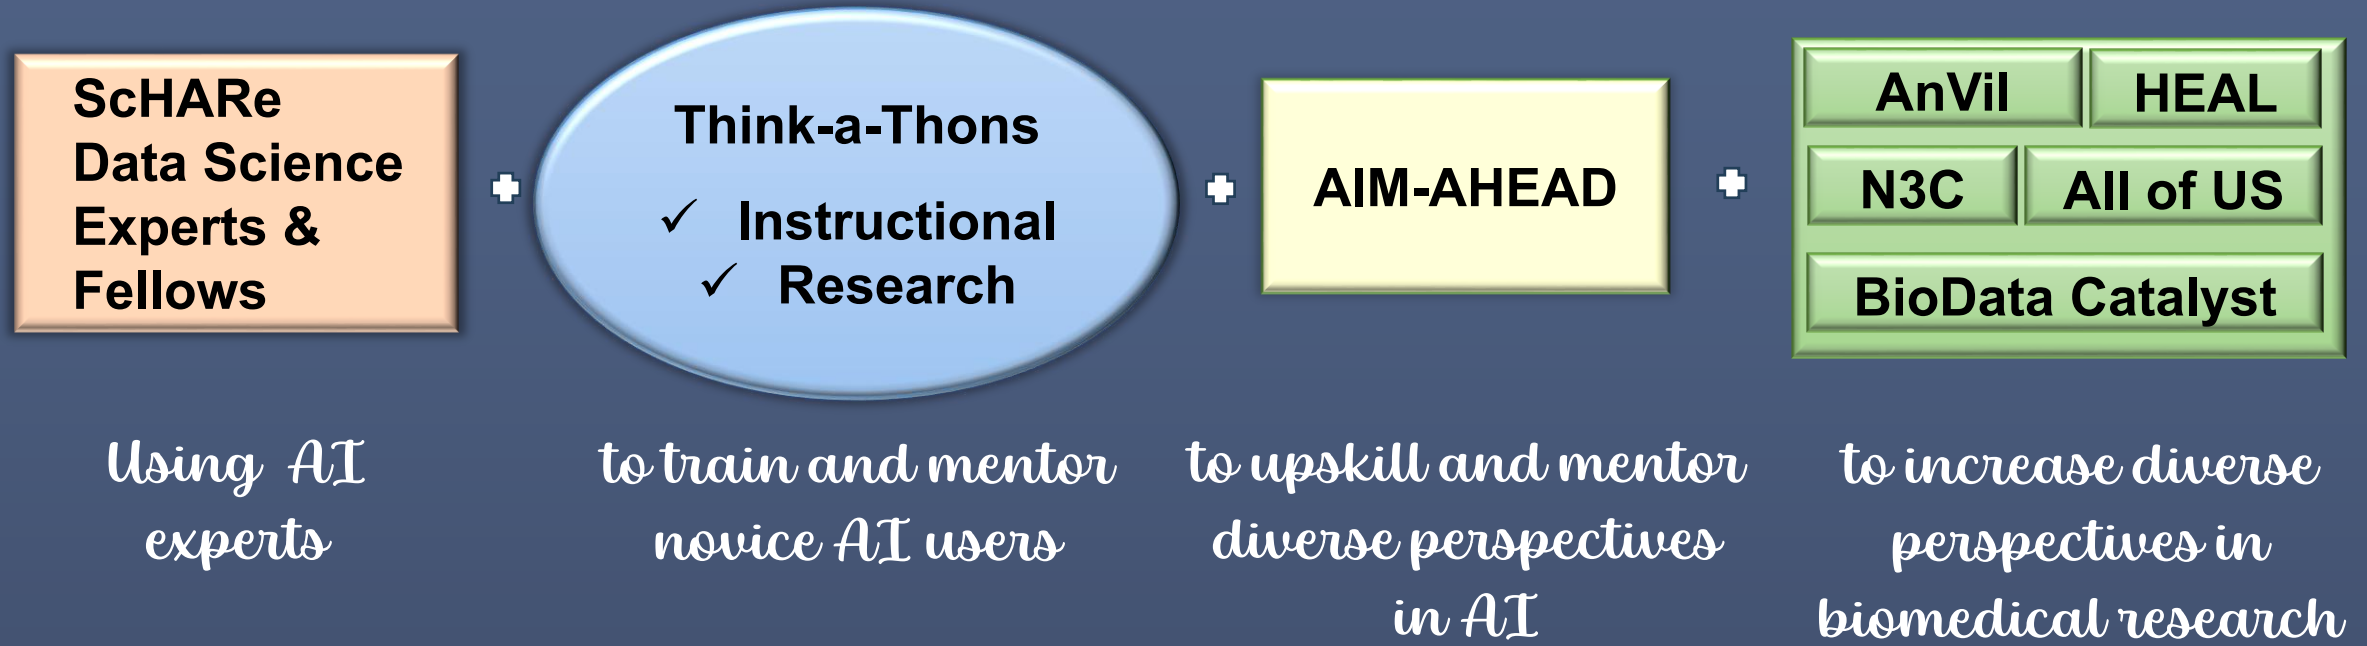 ScHARe
Data Science
Experts &
Fellows
Think-a-Thons
✓ Instructional
✓ Research
AIM-AHEAD
AnVil
HEAL
N3C
All of US
BioData Catalyst
Using AI
experts
to train and mentor
novice AI users
to upskill and mentor
diverse perspectives
in AI
to increase diverse
perspectives in
biomedical research